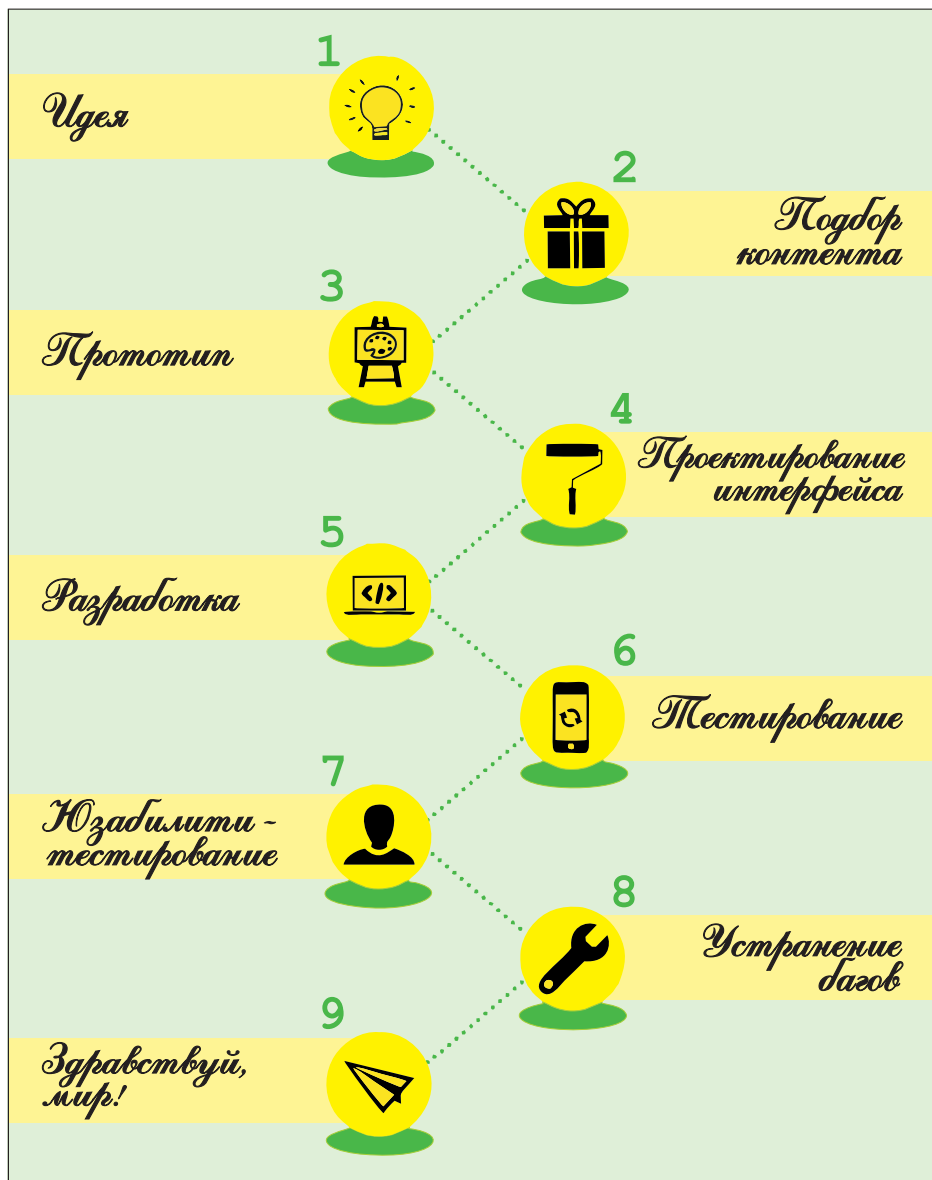 1
Идея
2
Подбор
контента
3
Прототип
4
Проектирование
интерфейса
5
Разработка
</>
6
Тестирование
7
Юзабилити -
тестирование
8
Устранение
багов
9
Здравствуй,
мир!